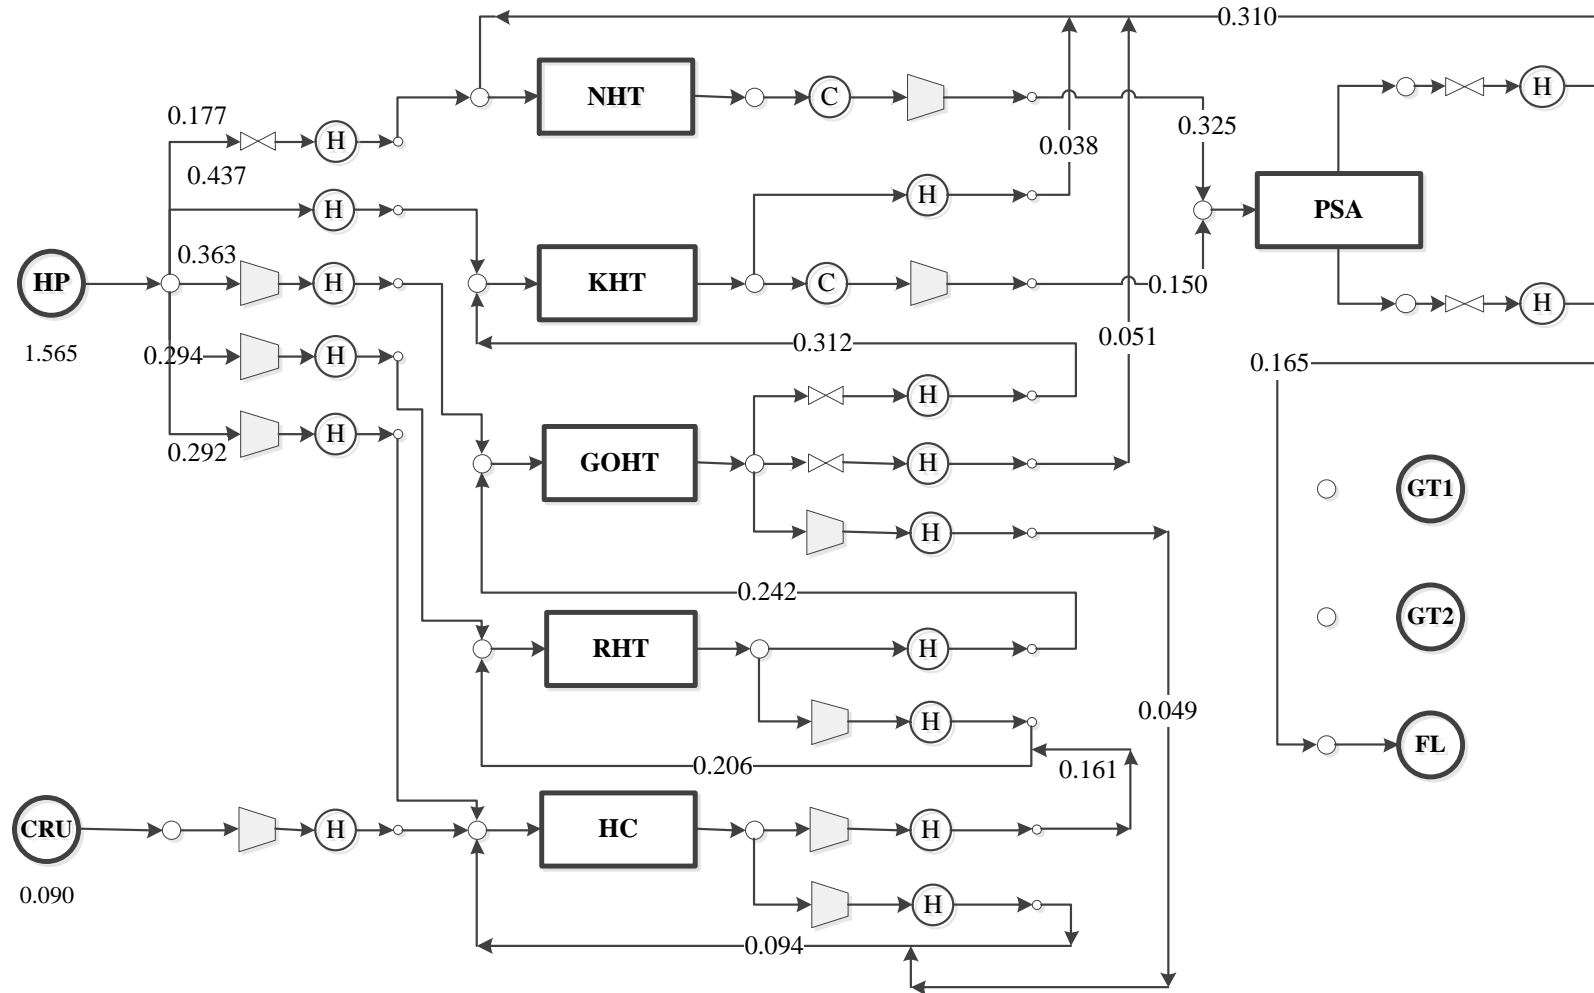 0.310
NHT
C
H
0.177
H
0.325
0.038
0.437
H
H
PSA
0.363
HP
H
KHT
C
0.150
H
1.565
0.294
H
0.312
0.051
0.165
H
H
0.292
GOHT
H
GT1
H
0.242
GT2
RHT
H
0.049
H
FL
0.206
0.161
CRU
H
HC
H
0.090
H
0.094